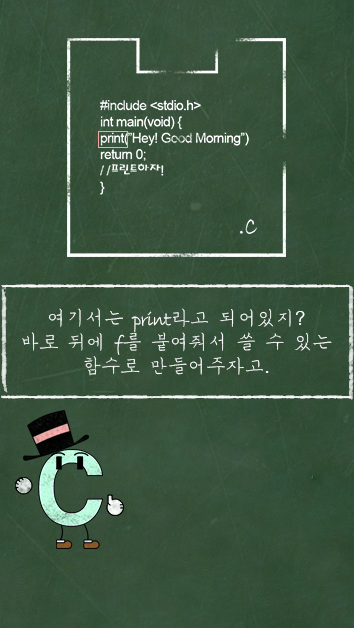 #include <stdio.h>
int main(void) {
print("Hey! Good Morning")
return 0;
//프린트하자!
}
.C
여기서는 print라고 되어있지?
바로 뒤에 f를 붙여줘서 쓸 수 있는
함수로 만들어주자고.